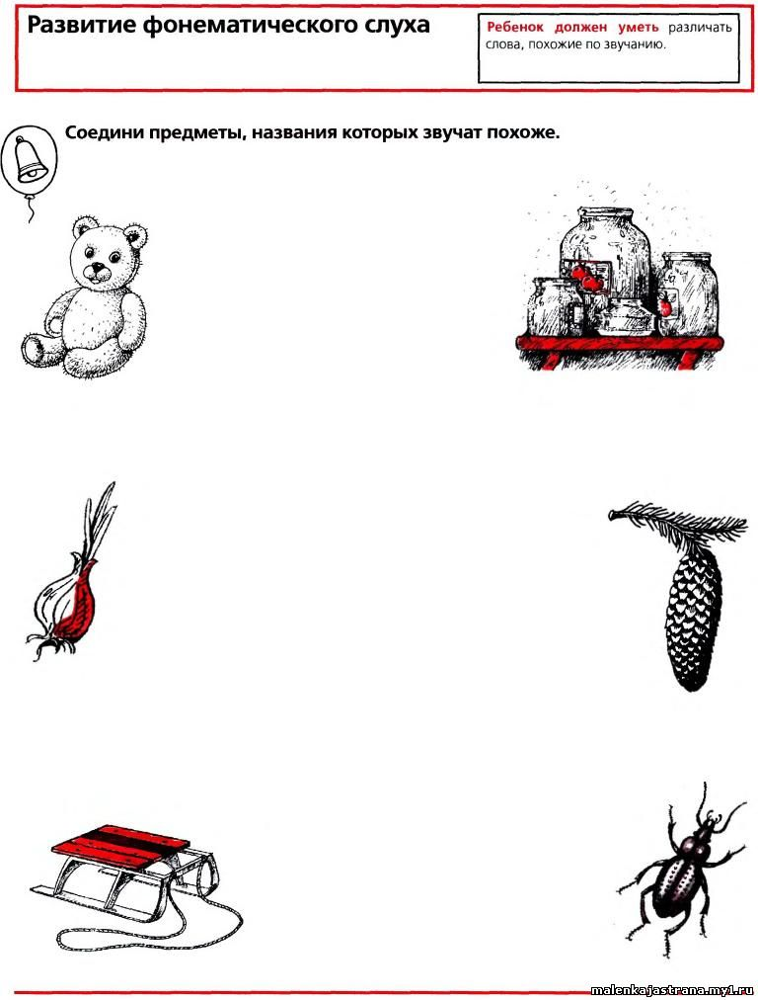 Развитие фонематического слуха
Ребенок должен уметь различать
слова, похожие по звучанию.
Соедини предметы, названия которых звучат похоже.
malenkajastrana.my1.ru